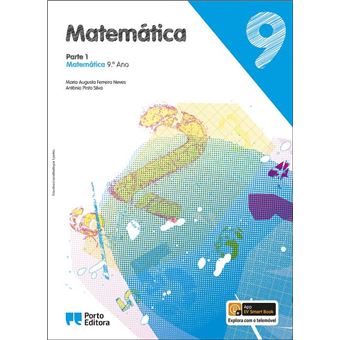 Matemática
9
Parte 1
Matemática 9.º Ano
Maria Augusta Ferreira Neves
António Pinto Silva
Porto
Editora
App
EV Smart Book
Explora com o telemóvel